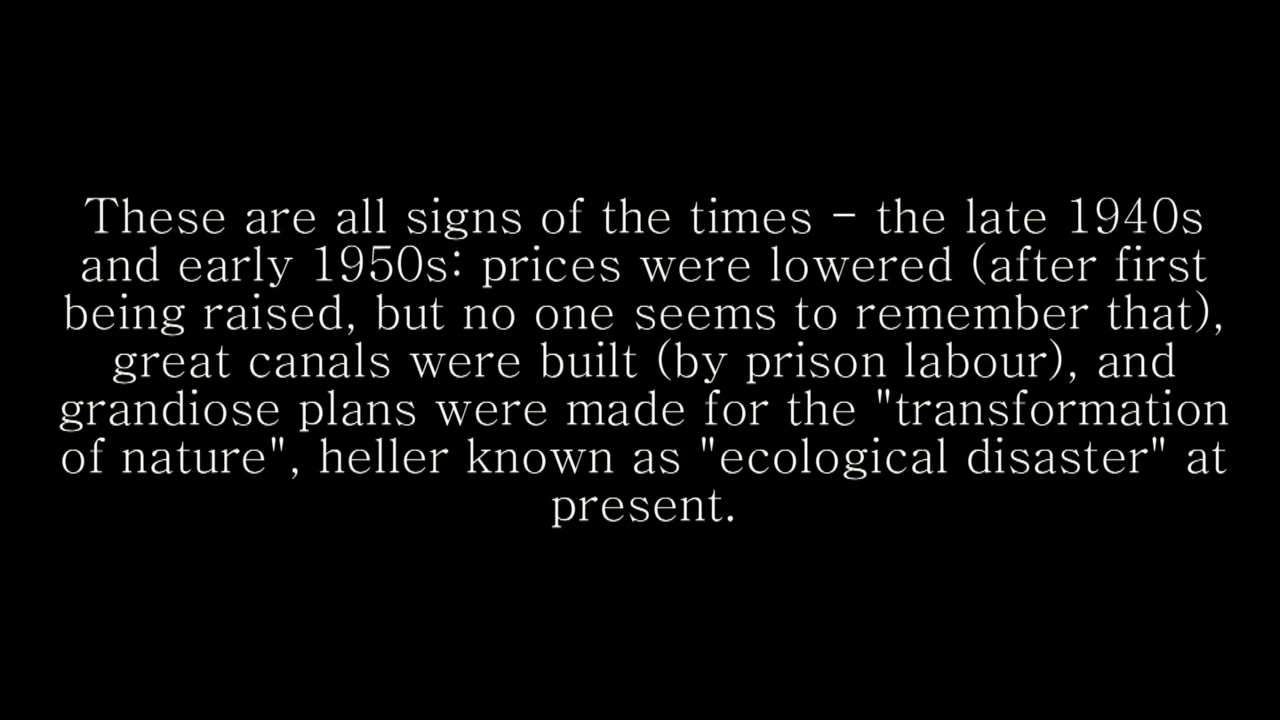 These are all signs of the times – the late 1940s
and early 1950s: prices were lowered (after first
being raised, but no one seems to remember that),
great canals were built (by prison labour), and
grandiose plans were made for the "transformation
of nature", heller known as "ecological disaster" at
present.